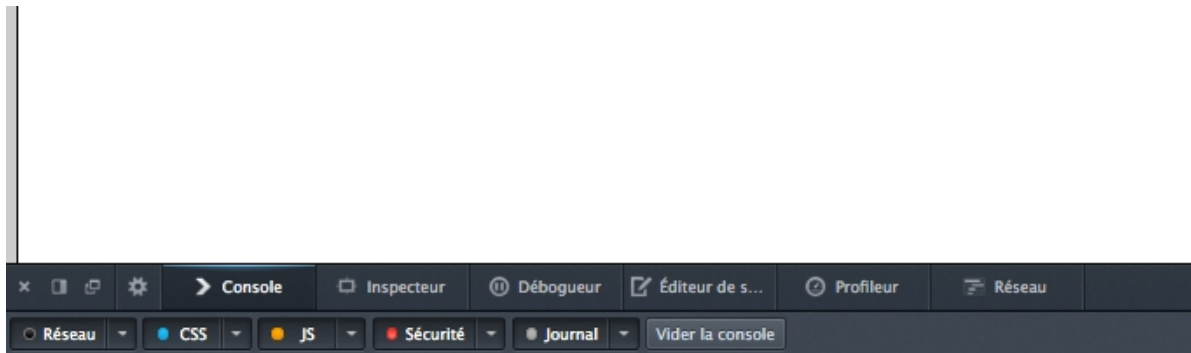 Console Inspecteur Débogueur Éditeur de s... Profileur Réseau
Réseau CSS JS Sécurité Journal Vider la console